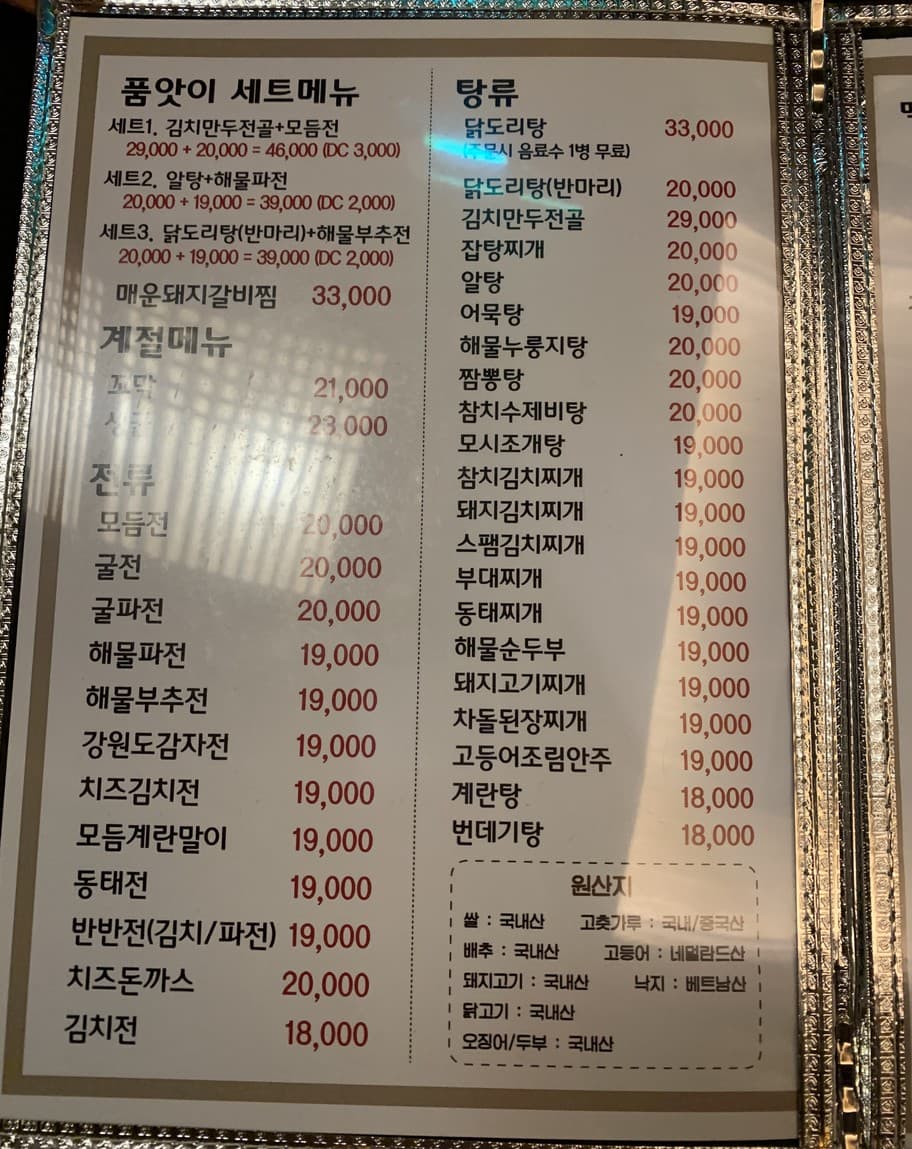 품앗이 세트메뉴
세트1. 김치만두전골+모듬전
29,000 + 20,000 = 46,000 (DC 3,000)
세트2. 알탕+해물파전
20,000 + 19,000 = 39,000 (DC 2,000)
세트3. 닭도리탕(반마리)+해물부추전
20,000 + 19,000 = 39,000 (DC 2,000)
매운돼지갈비찜 33,000
계절메뉴
꼬막 21,000
23,000
전류
모듬전 20,000
굴전 20,000
굴파전 20,000
해물파전 19,000
해물부추전 19,000
강원도감자전 19,000
치즈김치전 19,000
모듬계란말이 19,000
동태전 19,000
반반전(김치/파전) 19,000
치즈돈까스 20,000
김치전 18,000
탕류
닭도리탕 33,000
(주문시 음료수 1병 무료)
닭도리탕(반마리) 20,000
김치만두전골 29,000
잡탕찌개 20,000
알탕 20,000
어묵탕 19,000
해물누룽지탕 20,000
짬뽕탕 20,000
참치수제비탕 20,000
모시조개탕 19,000
참치김치찌개 19,000
돼지김치찌개 19,000
스팸김치찌개 19,000
부대찌개 19,000
동태찌개 19,000
해물순두부 19,000
돼지고기찌개 19,000
차돌된장찌개 19,000
고등어조림안주 19,000
계란탕 18,000
번데기탕 18,000
원산지
쌀 : 국내산 고춧가루 : 국내/중국산
배추 : 국내산 고등어 : 네덜란드산
돼지고기 : 국내산 낙지 : 베트남산
닭고기 : 국내산
오징어/두부 : 국내산